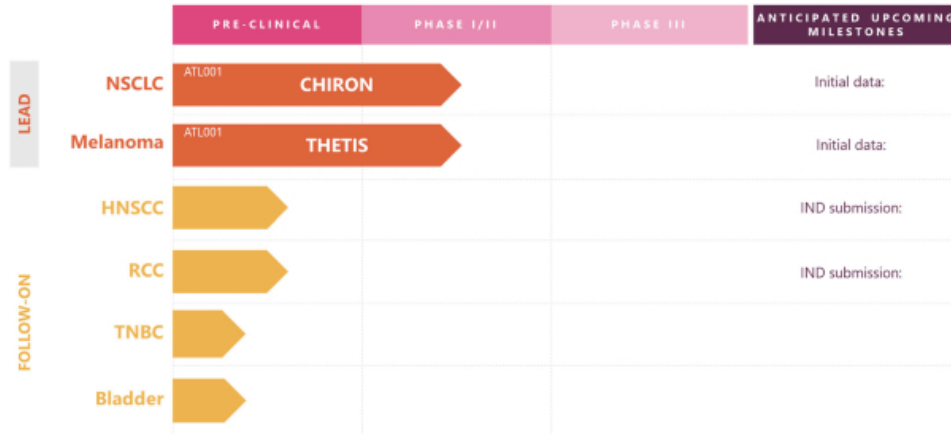 PRE-CLINICAL PHASE I/II PHASE III ANTICIPATED UPCOMING
MILESTONES
LEAD
NSCLC ATL001 CHIRON Initial data:
Melanoma ATL001 THETIS Initial data:
FOLLOW-ON
HNSCC IND submission:
RCC IND submission:
TNBC
Bladder